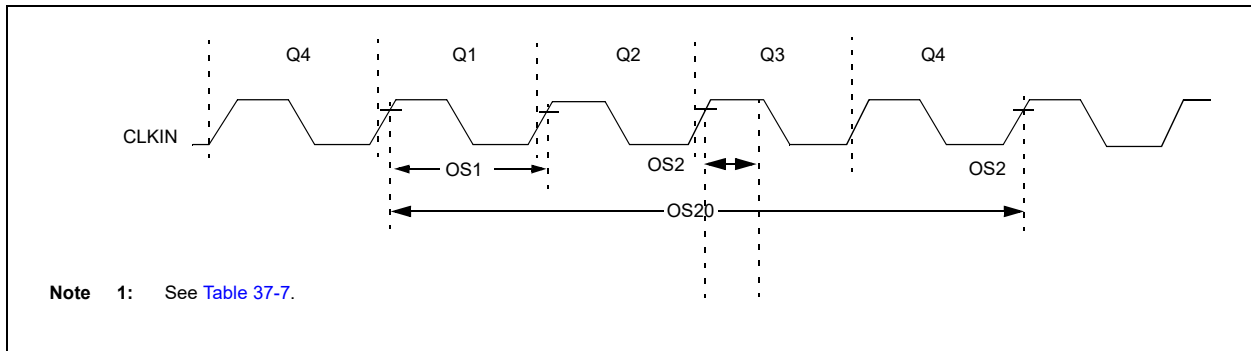 Q4 Q1 Q2 Q3 Q4
CLKIN
OS1 OS2 OS2
OS20
Note 1: See Table 37-7.